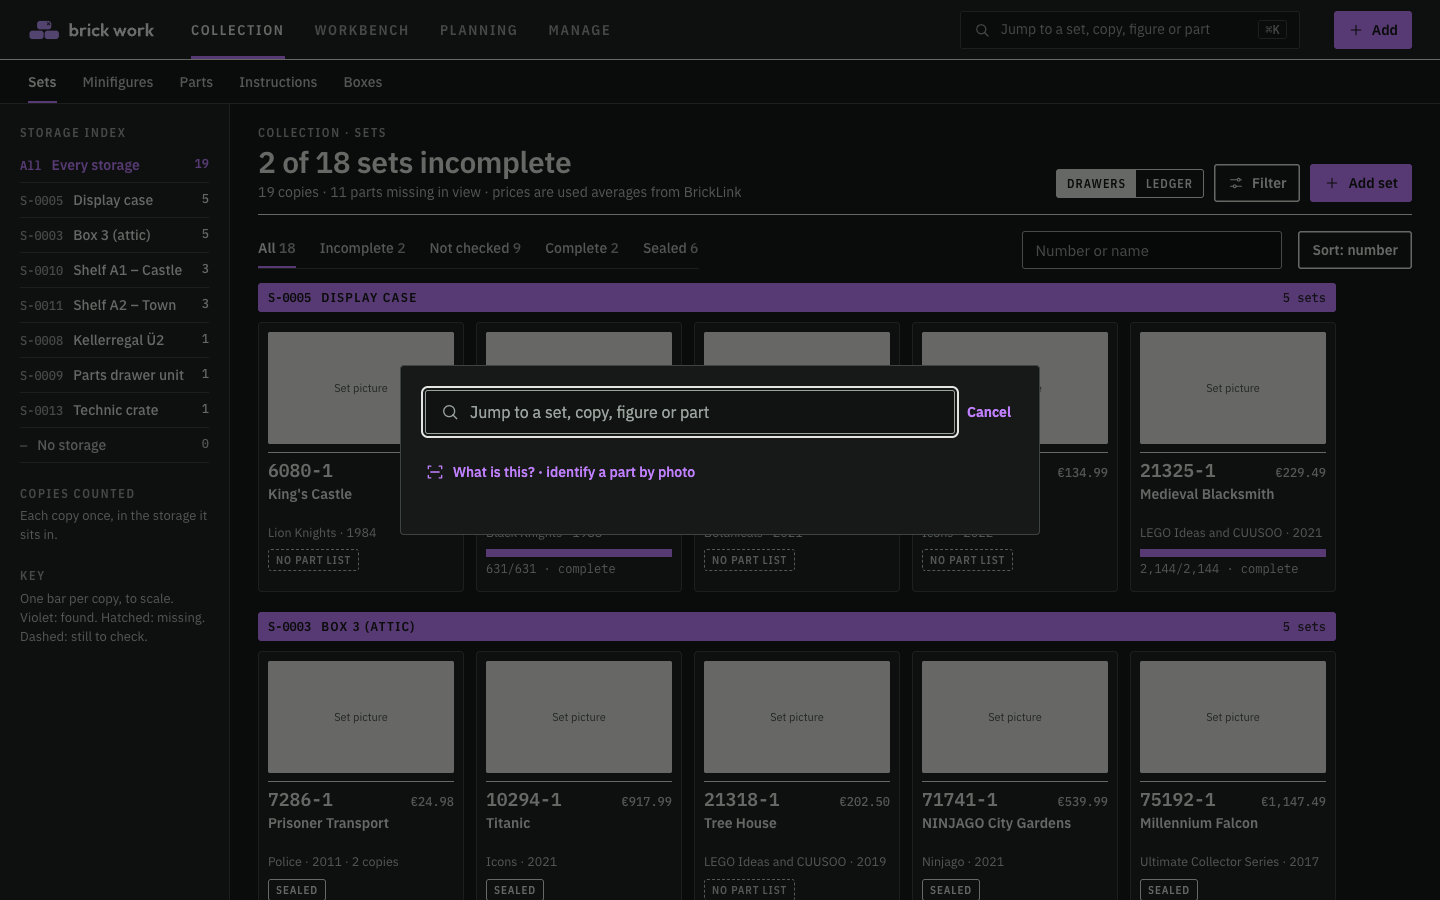 brick work
COLLECTION
WORKBENCH
PLANNING
MANAGE
Jump to a set, copy, figure or part
⌘K
Add
Sets
Minifigures
Parts
Instructions
Boxes
STORAGE INDEX
All Every storage 19
S-0005 Display case 5
S-0003 Box 3 (attic) 5
S-0010 Shelf A1 – Castle 3
S-0011 Shelf A2 – Town 3
S-0008 Kellerregal Ü2 1
S-0009 Parts drawer unit 1
S-0013 Technic crate 1
– No storage 0
COPIES COUNTED
Each copy once, in the storage it
sits in.
KEY
One bar per copy, to scale.
Violet: found. Hatched: missing.
Dashed: still to check.
COLLECTION · SETS
2 of 18 sets incomplete
19 copies · 11 parts missing in view · prices are used averages from BrickLink
DRAWERS
LEDGER
Filter
Add set
All 18
Incomplete 2
Not checked 9
Complete 2
Sealed 6
Number or name
Sort: number
S-0005 DISPLAY CASE 5 sets
Set picture
6080-1
King's Castle
Lion Knights · 1984
NO PART LIST
Jump to a set, copy, figure or part
Cancel
What is this? · identify a part by photo
631/631 · complete
NO PART LIST
€134.99
NO PART LIST
Set picture
21325-1 €229.49
Medieval Blacksmith
LEGO Ideas and CUUSOO · 2021
2,144/2,144 · complete
S-0003 BOX 3 (ATTIC) 5 sets
Set picture
7286-1 €24.98
Prisoner Transport
Police · 2011 · 2 copies
SEALED
Set picture
10294-1 €917.99
Titanic
Icons · 2021
SEALED
Set picture
21318-1 €202.50
Tree House
LEGO Ideas and CUUSOO · 2019
NO PART LIST
Set picture
71741-1 €539.99
NINJAGO City Gardens
Ninjago · 2021
SEALED
Set picture
75192-1 €1,147.49
Millennium Falcon
Ultimate Collector Series · 2017
SEALED